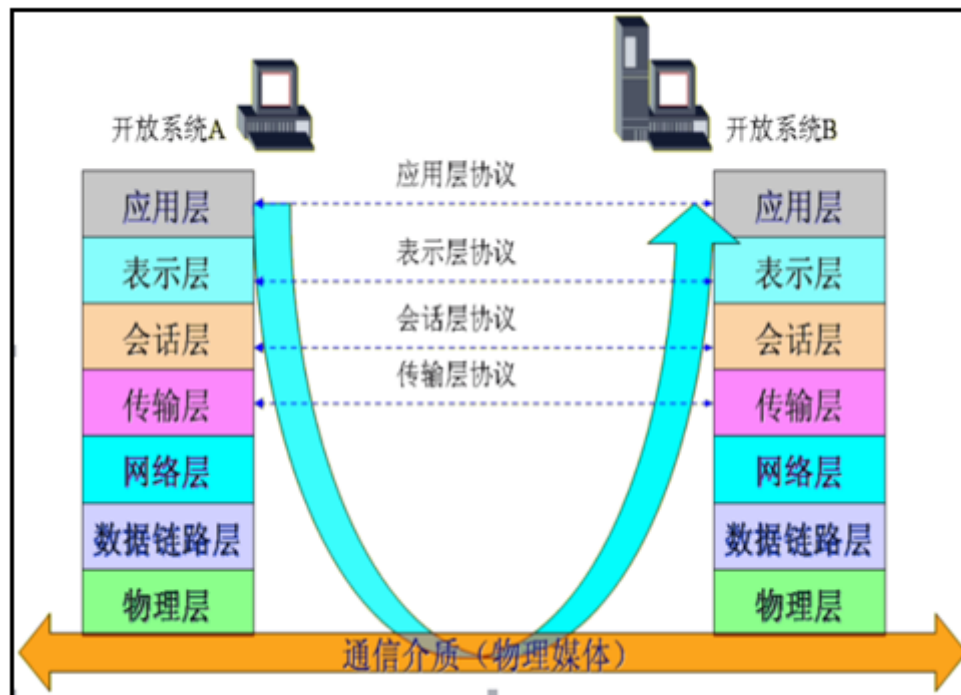 开放系统A
开放系统B
应用层协议
应用层
应用层
表示层协议
表示层
表示层
会话层协议
会话层
会话层
传输层协议
传输层
传输层
网络层
网络层
数据链路层
数据链路层
物理层
物理层
通信介质（物理媒体）